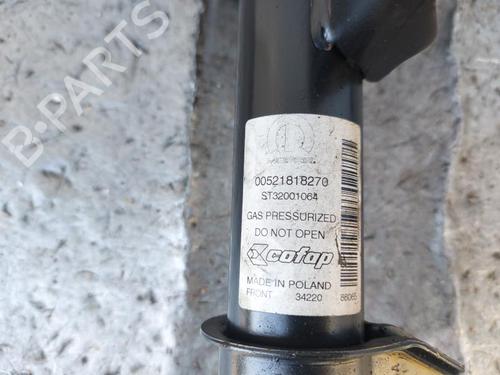 B-PARTS
00521818270
ST32001064
GAS PRESSURIZED
DO NOT OPEN
cofap
MADE IN POLAND
FRONT 34220
88065